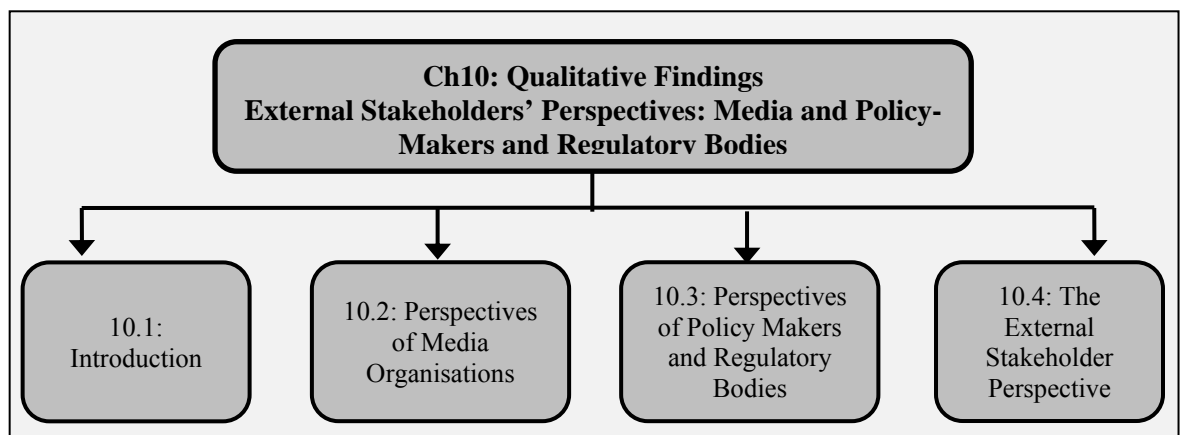 Ch10: Qualitative Findings
External Stakeholders’ Perspectives: Media and Policy-
Makers and Regulatory Bodies
10.1:
Introduction
10.2: Perspectives
of Media
Organisations
10.3: Perspectives
of Policy Makers
and Regulatory
Bodies
10.4: The
External
Stakeholder
Perspective